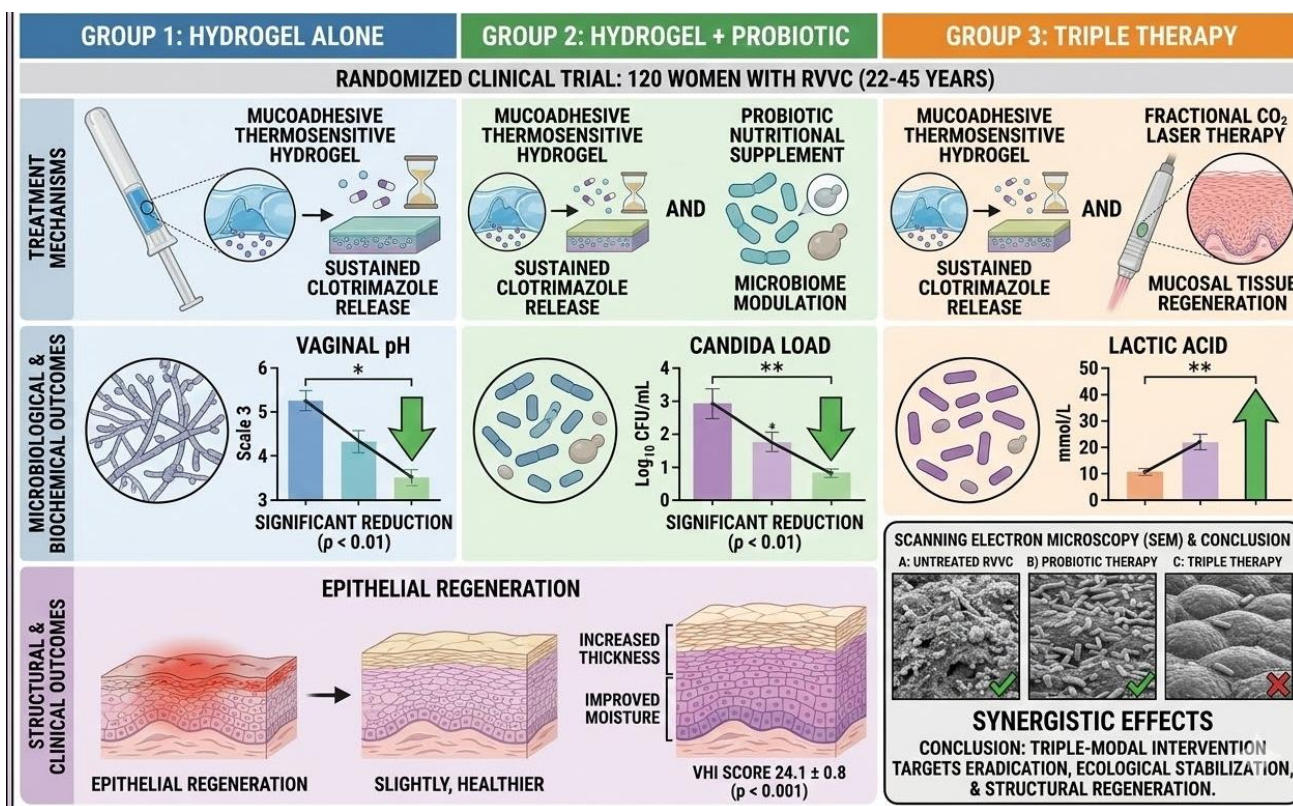 GROUP 1: HYDROGEL ALONE
GROUP 2: HYDROGEL + PROBIOTIC
GROUP 3: TRIPLE THERAPY
RANDOMIZED CLINICAL TRIAL: 120 WOMEN WITH RVVC (22-45 YEARS)
TREATMENT
MECHANISMS
MUCOADHESIVE
THERMOSENSITIVE
HYDROGEL
SUSTAINED
CLOTRIMAZOLE
RELEASE
MUCOADHESIVE
THERMOSENSITIVE
HYDROGEL
SUSTAINED
CLOTRIMAZOLE
RELEASE
AND
PROBIOTIC
NUTRITIONAL
SUPPLEMENT
MICROBIOME
MODULATION
MUCOADHESIVE
THERMOSENSITIVE
HYDROGEL
SUSTAINED
CLOTRIMAZOLE
RELEASE
AND
FRACTIONAL CO₂
LASER THERAPY
MUCOSAL TISSUE
REGENERATION
MICROBIOLOGICAL &
BIOCHEMICAL OUTCOMES
VAGINAL pH
*
Scale 3
6
5
4
3
SIGNIFICANT REDUCTION
(p < 0.01)
CANDIDA LOAD
**
*
Log₁₀ CFU/mL
4
3
2
1
0
SIGNIFICANT REDUCTION
(p < 0.01)
LACTIC ACID
**
mmol/L
50
40
30
20
10
0
STRUCTURAL &
CLINICAL OUTCOMES
EPITHELIAL REGENERATION
EPITHELIAL REGENERATION
SLIGHTLY, HEALTHIER
INCREASED
THICKNESS
IMPROVED
MOISTURE
VHI SCORE 24.1 ± 0.8
(p < 0.001)
SCANNING ELECTRON MICROSCOPY (SEM) & CONCLUSION
A: UNTREATED RVVC
B) PROBIOTIC THERAPY
C: TRIPLE THERAPY
SYNERGISTIC EFFECTS
CONCLUSION: TRIPLE-MODAL INTERVENTION
TARGETS ERADICATION, ECOLOGICAL STABILIZATION,
& STRUCTURAL REGENERATION.